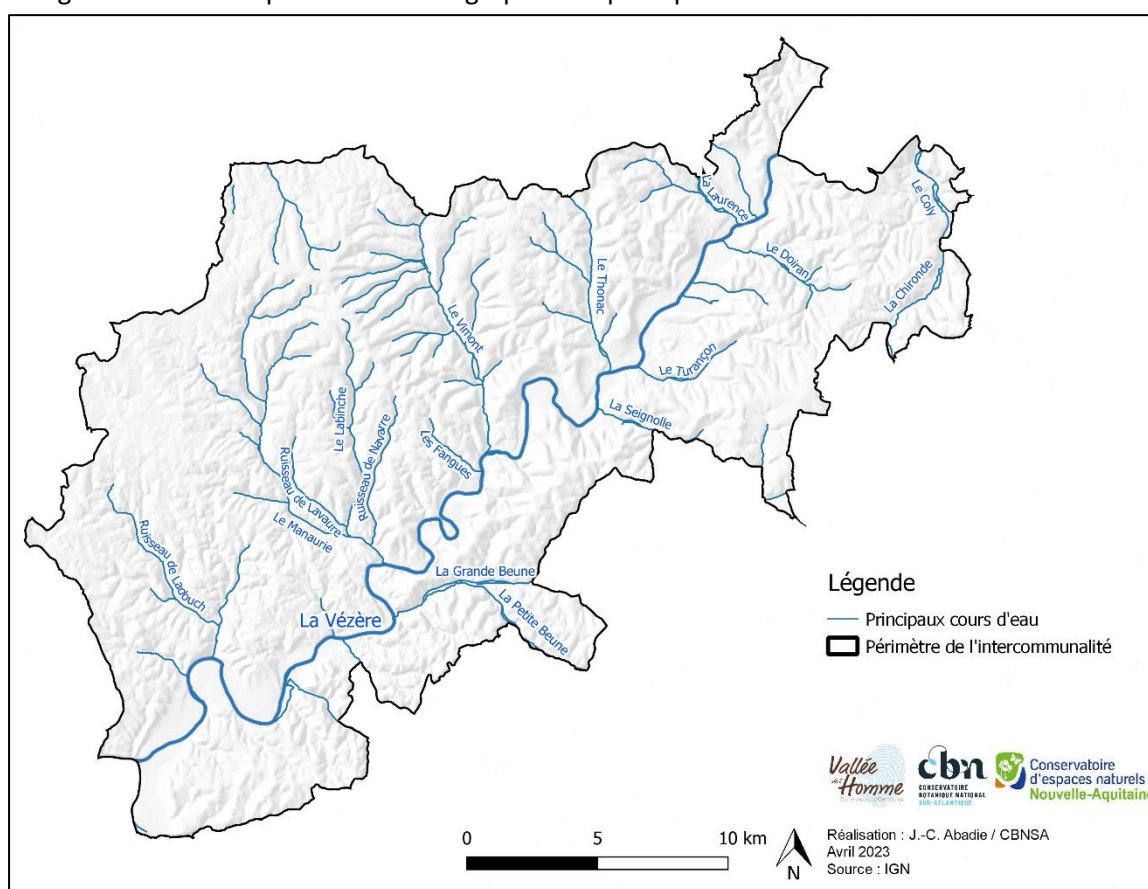 La Laurence
Le Coly
Le Doiran
La Chironde
Le Thonac
Le Vimont
Le Turançon
La Seignolle
Le Labinche
Ruisseau de Navarre
Les Fangues
Ruisseau de Lavaure
Le Manaurie
Ruisseau de Ladouch
La Grande Beune
La Petite Beune
La Vézère
Légende
Principaux cours d'eau
Périmètre de l'intercommunalité
Vallée
de l'
Homme
cbn
CONSERVATOIRE
BOTANIQUE NATIONAL
SUD-ATLANTIQUE
Conservatoire
d'espaces naturels
Nouvelle-Aquitaine
0 5 10 km
N
Réalisation : J.-C. Abadie / CBNSA
Avril 2023
Source : IGN